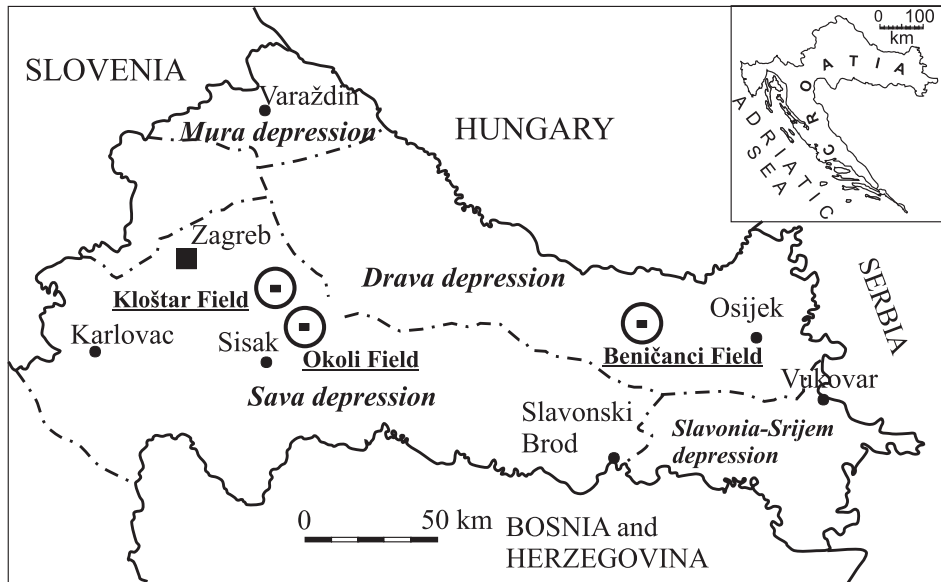 0 100
km
CROATIA
ADRIATIC
SEA
SLOVENIA
Varaždin
Mura depression
HUNGARY
Zagreb
Drava depression
SERBIA
Kloštar Field
Karlovac
Sisak
Okoli Field
Osijek
Beničanci Field
Sava depression
Vukovar
Slavonski
Brod
Slavonia-Srijem
depression
0 50 km
BOSNIA and
HERZEGOVINA